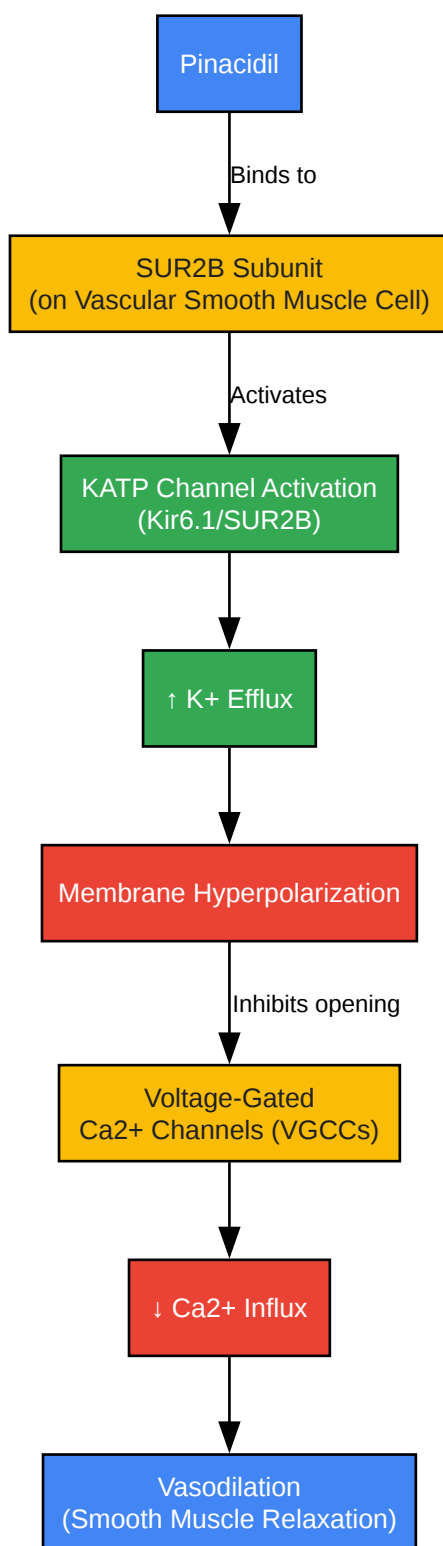 Pinacidil
Binds to
SUR2B Subunit
(on Vascular Smooth Muscle Cell)
Activates
KATP Channel Activation
(Kir6.1/SUR2B)
↑ K+ Efflux
Membrane Hyperpolarization
Inhibits opening
Voltage-Gated
Ca2+ Channels (VGCCs)
↓ Ca2+ Influx
Vasodilation
(Smooth Muscle Relaxation)